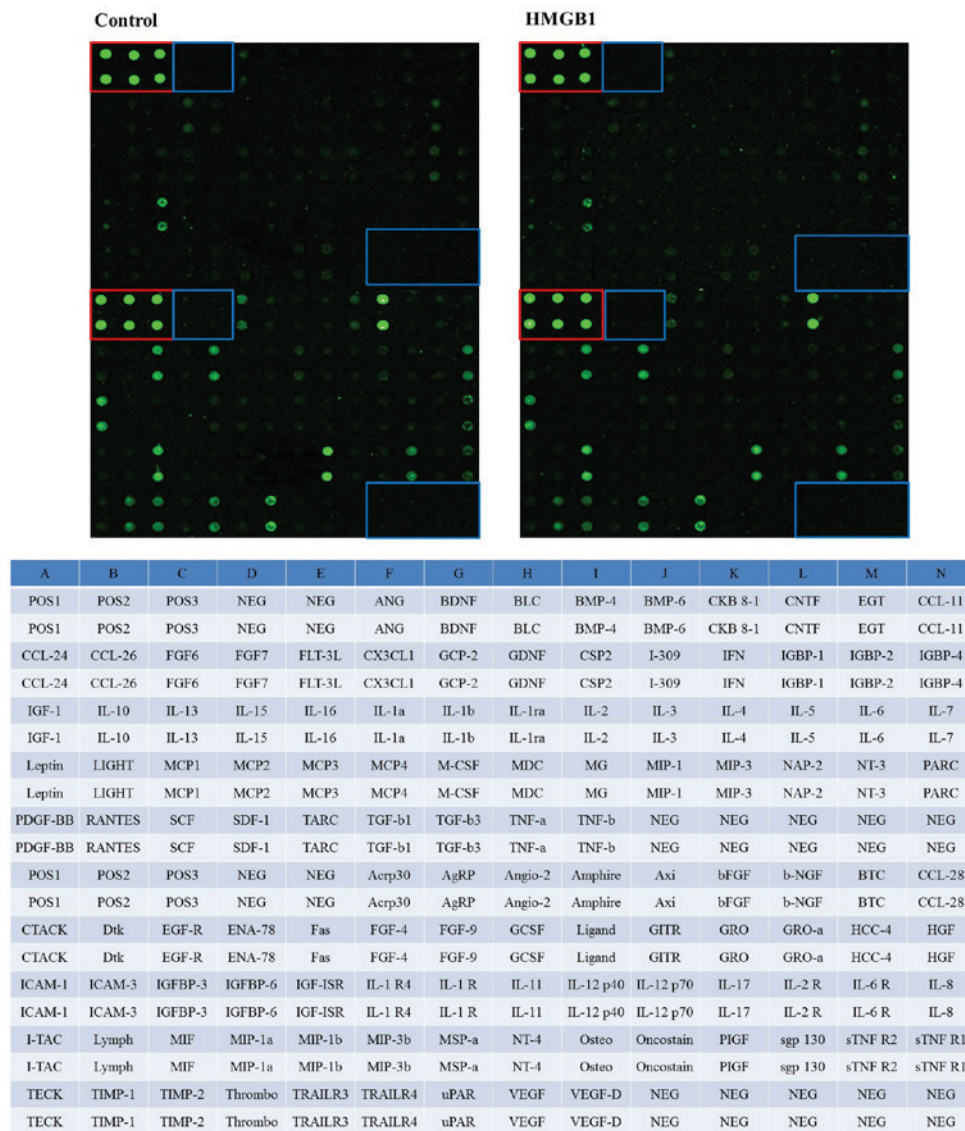 Control HMGB1
A B C D E F G H I J K L M N
POS1 POS2 POS3 NEG NEG ANG BDNF BLC BMP-4 BMP-6 CKB 8-1 CNTF EGT CCL-11
POS1 POS2 POS3 NEG NEG ANG BDNF BLC BMP-4 BMP-6 CKB 8-1 CNTF EGT CCL-11
CCL-24 CCL-26 FGF6 FGF7 FLT-3L CX3CL1 GCP-2 GDNF CSP2 I-309 IFN IGBP-1 IGBP-2 IGBP-4
CCL-24 CCL-26 FGF6 FGF7 FLT-3L CX3CL1 GCP-2 GDNF CSP2 I-309 IFN IGBP-1 IGBP-2 IGBP-4
IGF-1 IL-10 IL-13 IL-15 IL-16 IL-1a IL-1b IL-1ra IL-2 IL-3 IL-4 IL-5 IL-6 IL-7
IGF-1 IL-10 IL-13 IL-15 IL-16 IL-1a IL-1b IL-1ra IL-2 IL-3 IL-4 IL-5 IL-6 IL-7
Leptin LIGHT MCP1 MCP2 MCP3 MCP4 M-CSF MDC MG MIP-1 MIP-3 NAP-2 NT-3 PARC
Leptin LIGHT MCP1 MCP2 MCP3 MCP4 M-CSF MDC MG MIP-1 MIP-3 NAP-2 NT-3 PARC
PDGF-BB RANTES SCF SDF-1 TARC TGF-b1 TGF-b3 TNF-a TNF-b NEG NEG NEG NEG NEG
PDGF-BB RANTES SCF SDF-1 TARC TGF-b1 TGF-b3 TNF-a TNF-b NEG NEG NEG NEG NEG
POS1 POS2 POS3 NEG NEG Acrp30 AgRP Angio-2 Amphire Axi bFGF b-NGF BTC CCL-28
POS1 POS2 POS3 NEG NEG Acrp30 AgRP Angio-2 Amphire Axi bFGF b-NGF BTC CCL-28
CTACK Dtk EGF-R ENA-78 Fas FGF-4 FGF-9 GCSF Ligand GITR GRO GRO-a HCC-4 HGF
CTACK Dtk EGF-R ENA-78 Fas FGF-4 FGF-9 GCSF Ligand GITR GRO GRO-a HCC-4 HGF
ICAM-1 ICAM-3 IGFBP-3 IGFBP-6 IGF-ISR IL-1 R4 IL-1 R IL-11 IL-12 p40 IL-12 p70 IL-17 IL-2 R IL-6 R IL-8
ICAM-1 ICAM-3 IGFBP-3 IGFBP-6 IGF-ISR IL-1 R4 IL-1 R IL-11 IL-12 p40 IL-12 p70 IL-17 IL-2 R IL-6 R IL-8
I-TAC Lymph MIF MIP-1a MIP-1b MIP-3b MSP-a NT-4 Osteo Oncostain PIGF sgp 130 sTNF R2 sTNF R1
I-TAC Lymph MIF MIP-1a MIP-1b MIP-3b MSP-a NT-4 Osteo Oncostain PIGF sgp 130 sTNF R2 sTNF R1
TECK TIMP-1 TIMP-2 Thrombo TRAILR3 TRAILR4 uPAR VEGF VEGF-D NEG NEG NEG NEG NEG
TECK TIMP-1 TIMP-2 Thrombo TRAILR3 TRAILR4 uPAR VEGF VEGF-D NEG NEG NEG NEG NEG